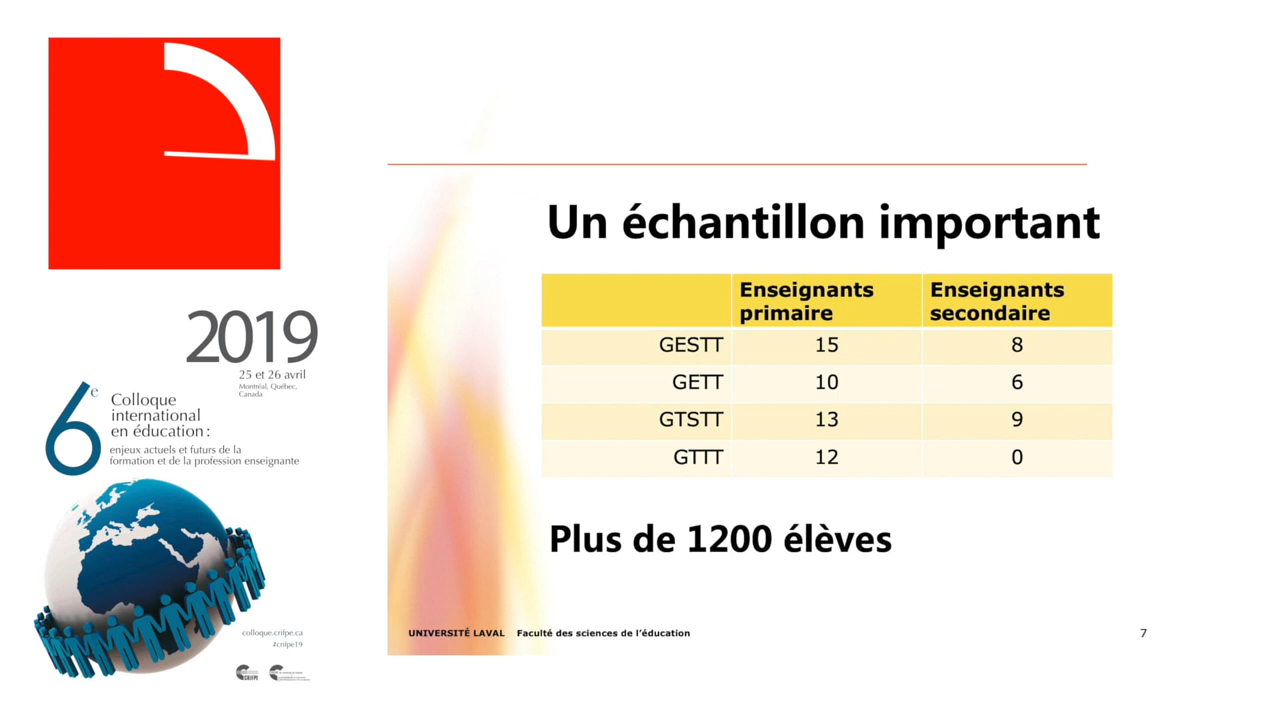 2019
25 et 26 avril
Montréal, Québec,
Canada
6e
Colloque
international
en éducation :
enjeux actuels et futurs de la
formation et de la profession enseignante
colloque.crifpe.ca
#crifpe19
CRIFPE
Un échantillon important
Enseignants primaire Enseignants secondaire
GESTT 15 8
GETT 10 6
GTSTT 13 9
GTTT 12 0
Plus de 1200 élèves
UNIVERSITÉ LAVAL Faculté des sciences de l'éducation 7